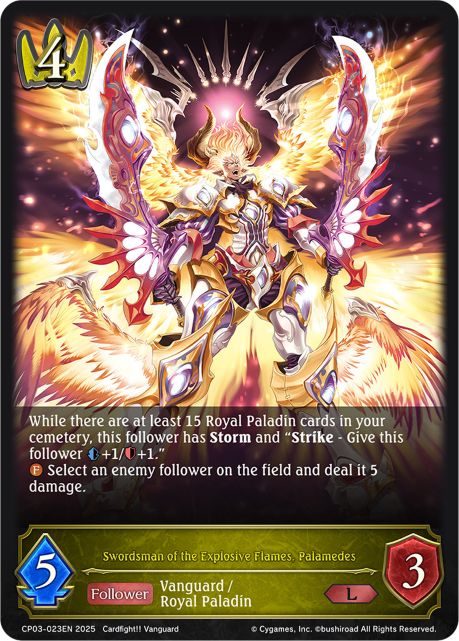 4
While there are at least 15 Royal Paladin cards in your
cemetery, this follower has Storm and “Strike - Give this
follower +1/+1.”
F Select an enemy follower on the field and deal it 5
damage.
Swordsman of the Explosive Flames, Palamedes
5
Follower
Vanguard /
Royal Paladin
L
3
CP03-023EN 2025 Cardfight!! Vanguard © Cygames, Inc. ©bushiroad All Rights Reserved.